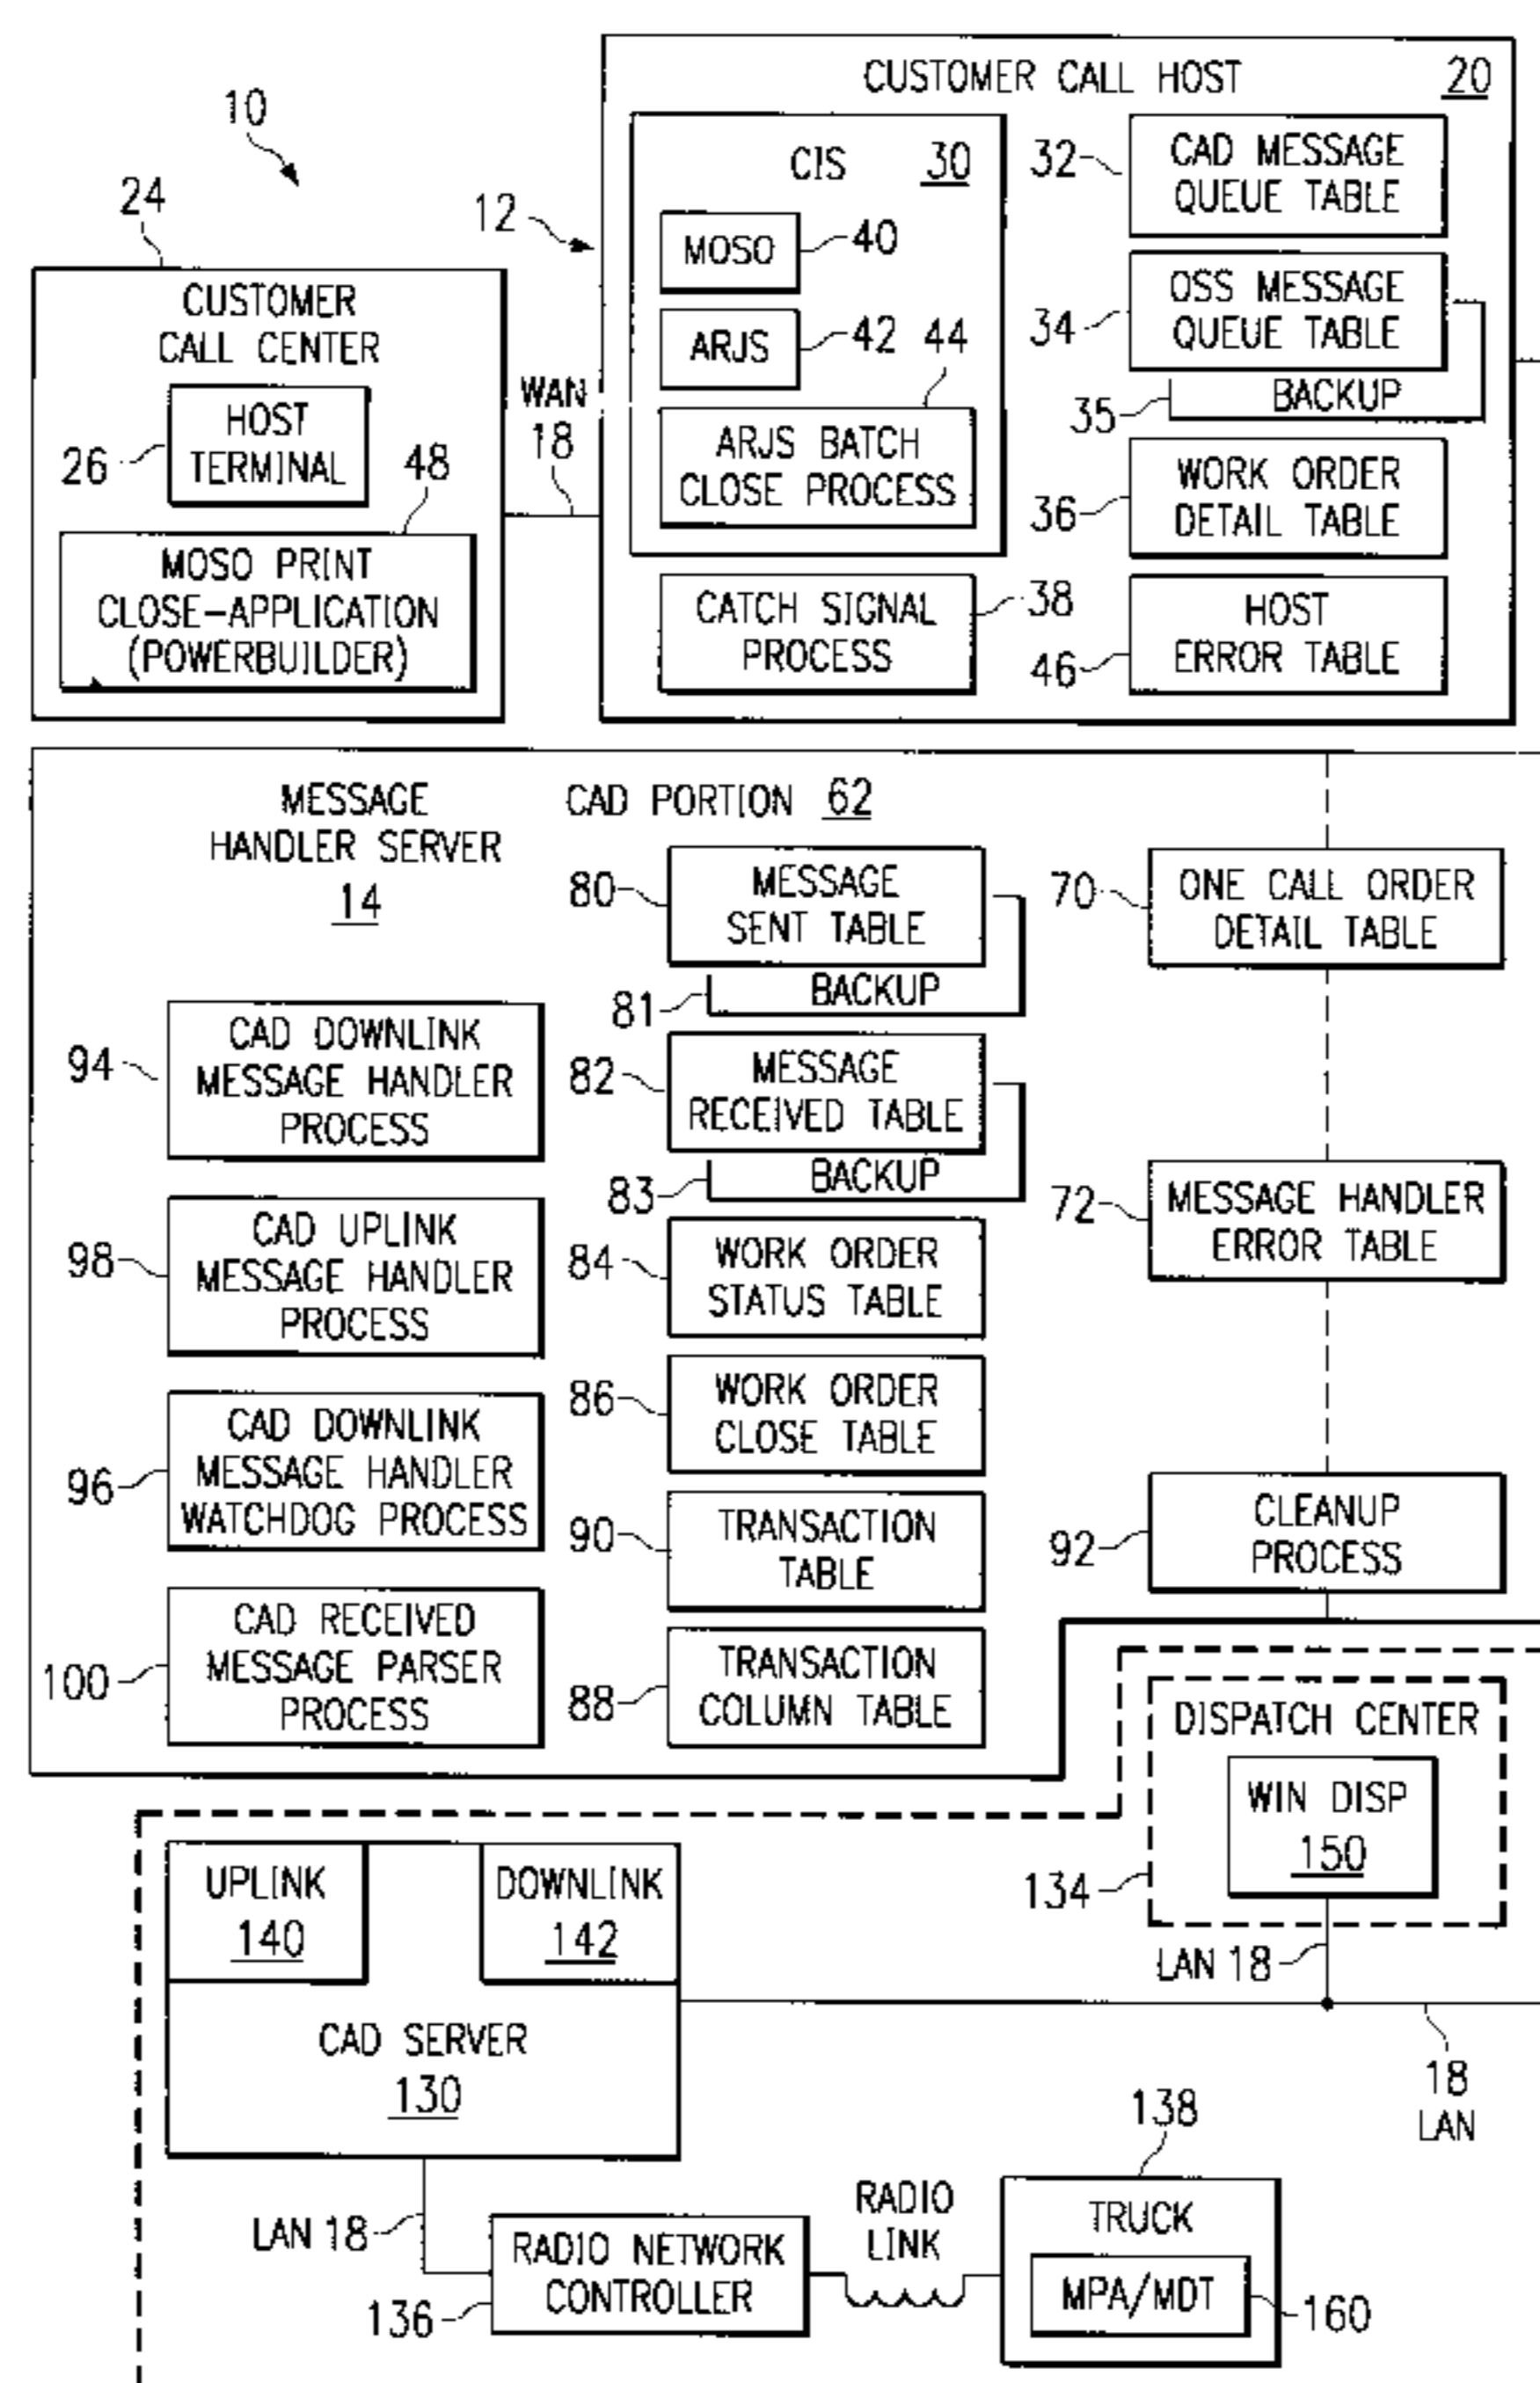 10
24
CUSTOMER
CALL CENTER
HOST
TERMINAL
26
48
MOSO PRINT
CLOSE-APPLICATION
(POWERBUILDER)
WAN
18
12
CUSTOMER CALL HOST 20
CIS 30
MOSO 40
ARJS 42
44
ARJS BATCH
CLOSE PROCESS
CATCH SIGNAL
PROCESS
38
32
CAD MESSAGE
QUEUE TABLE
34
OSS MESSAGE
QUEUE TABLE
35
BACKUP
36
WORK ORDER
DETAIL TABLE
46
HOST
ERROR TABLE
MESSAGE
HANDLER SERVER
14
CAD PORTION 62
94
CAD DOWNLINK
MESSAGE HANDLER
PROCESS
98
CAD UPLINK
MESSAGE HANDLER
PROCESS
96
CAD DOWNLINK
MESSAGE HANDLER
WATCHDOG PROCESS
100
CAD RECEIVED
MESSAGE PARSER
PROCESS
80
MESSAGE
SENT TABLE
81
BACKUP
82
MESSAGE
RECEIVED TABLE
83
BACKUP
84
WORK ORDER
STATUS TABLE
86
WORK ORDER
CLOSE TABLE
90
TRANSACTION
TABLE
88
TRANSACTION
COLUMN TABLE
70
ONE CALL ORDER
DETAIL TABLE
72
MESSAGE HANDLER
ERROR TABLE
92
CLEANUP
PROCESS
DISPATCH CENTER
WIN DISP
150
134
LAN 18
18
LAN
UPLINK
140
DOWNLINK
142
CAD SERVER
130
LAN 18
RADIO NETWORK
CONTROLLER
136
RADIO
LINK
138
TRUCK
MPA/MDT
160